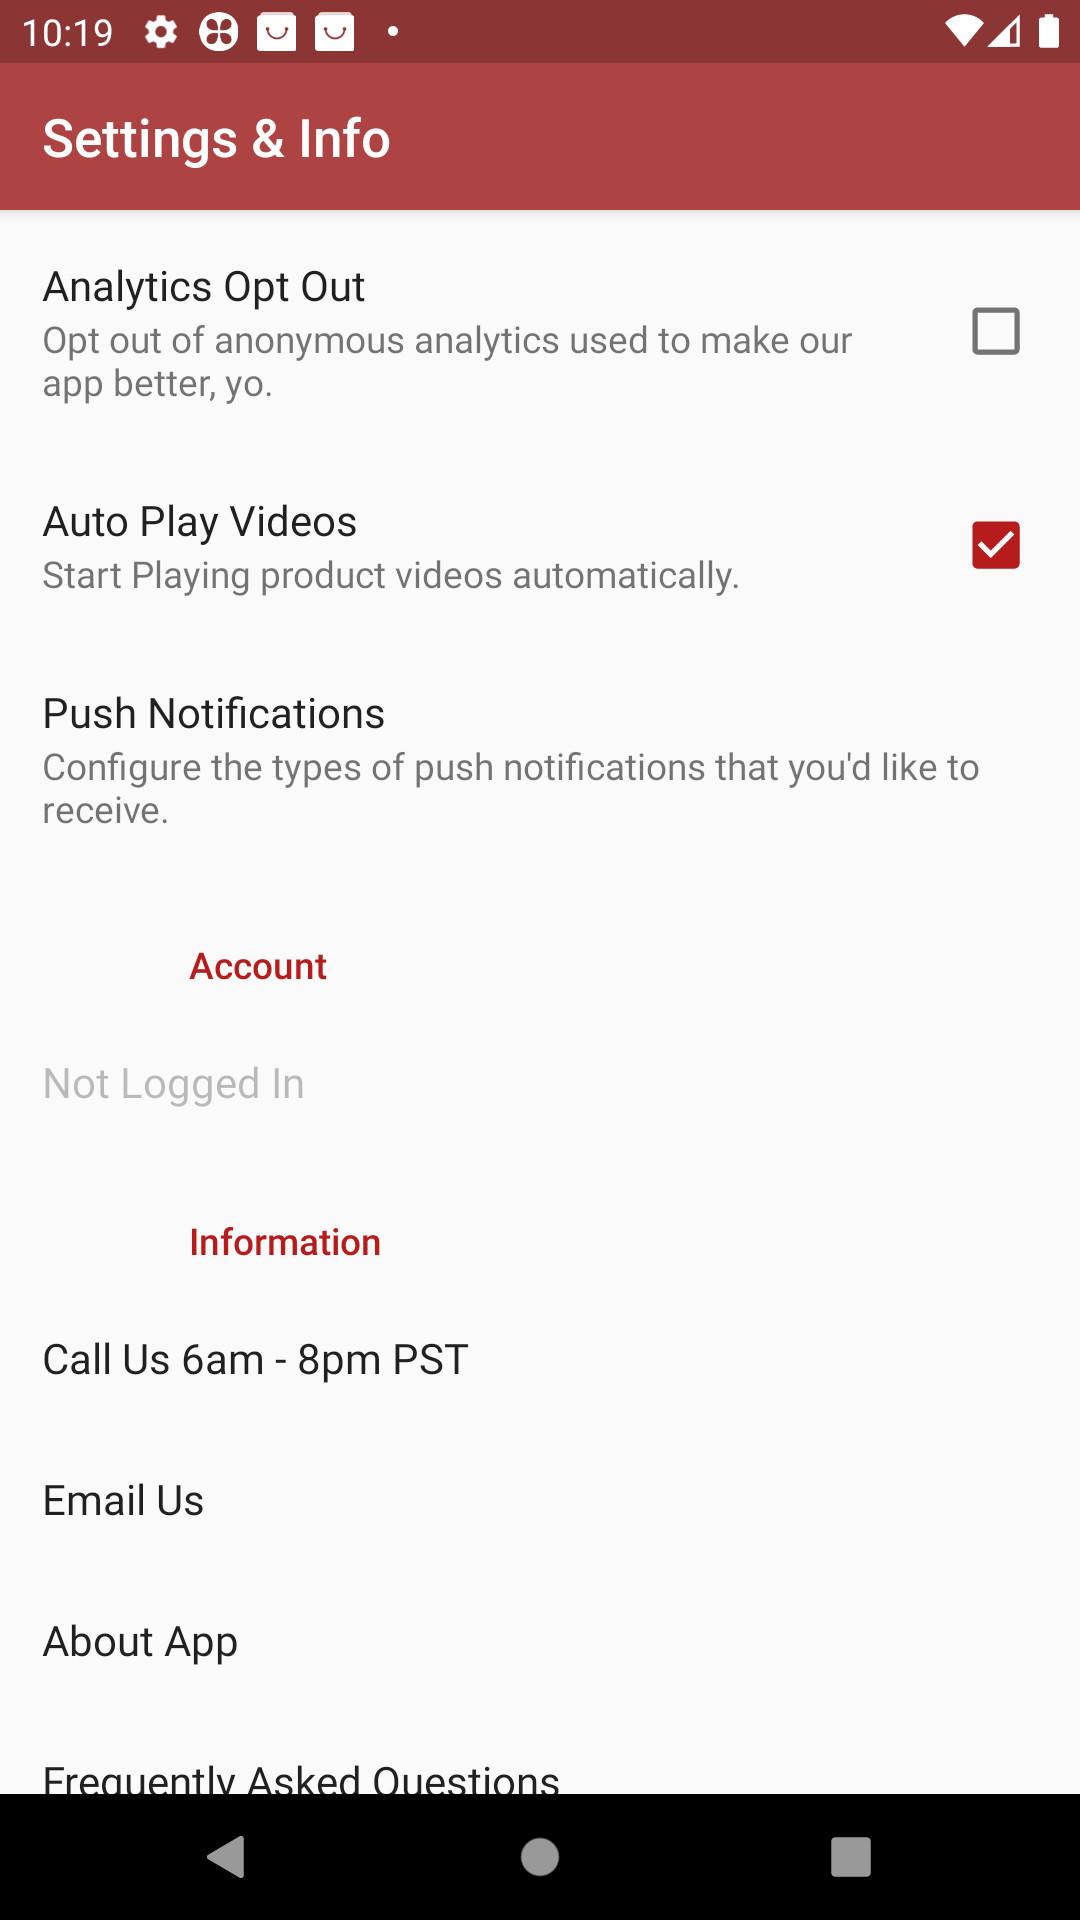 10:19
Settings & Info
Analytics Opt Out
Opt out of anonymous analytics used to make our
app better, yo.
Auto Play Videos
Start Playing product videos automatically.
Push Notifications
Configure the types of push notifications that you'd like to
receive.
Account
Not Logged In
Information
Call Us 6am - 8pm PST
Email Us
About App
Frequently Asked Questions